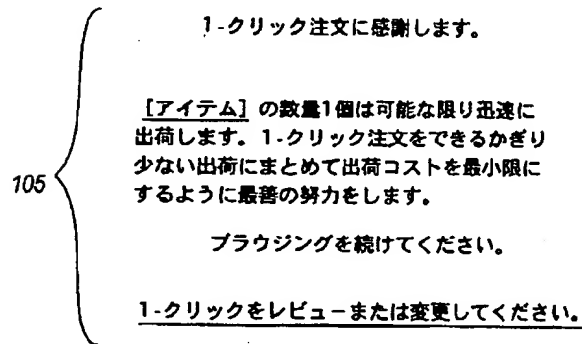 1-クリック注文に感謝します。
[アイテム] の数量1個は可能な限り迅速に
出荷します。1-クリック注文をできるかぎり
少ない出荷にまとめて出荷コストを最小限に
するように最善の努力をします。
105
ブラウジングを続けてください。
1-クリックをレビューまたは変更してください。